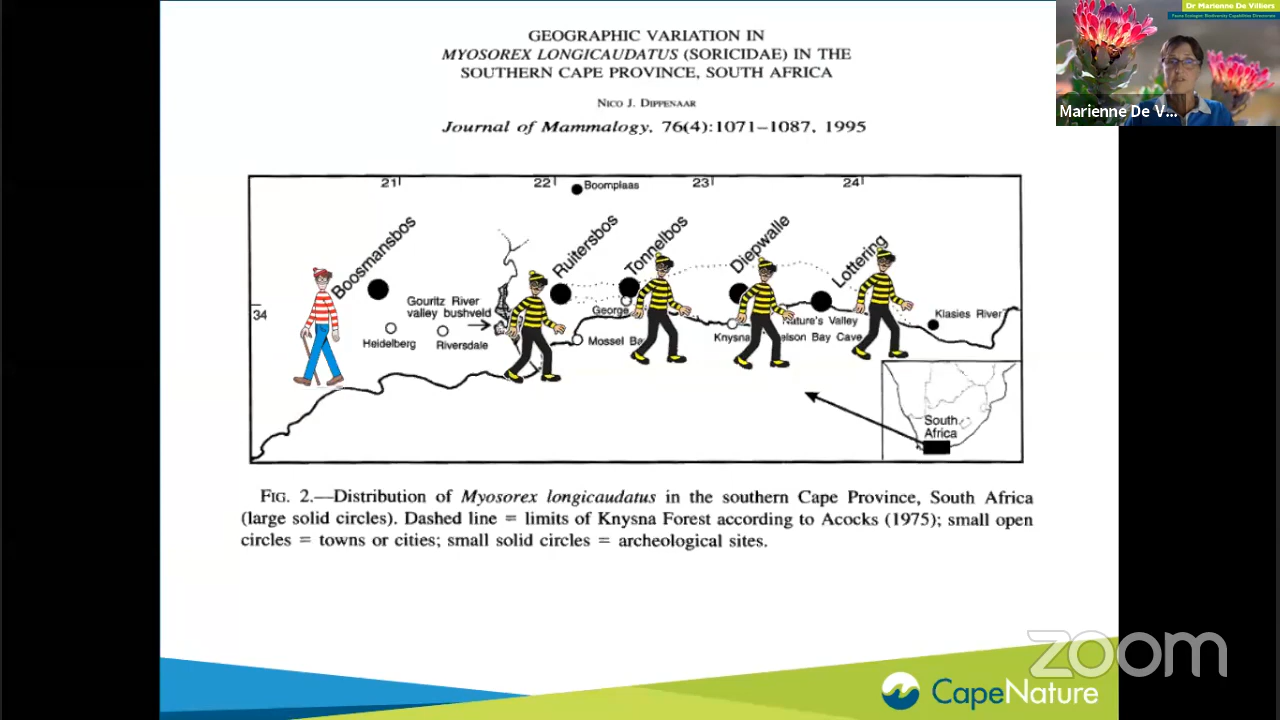 Dr Marienne De Villiers
Fauna Ecologist: Biodiversity Capabilities Directorate
Marienne De V...
GEOGRAPHIC VARIATION IN
MYOSOREX LONGICAUDATUS (SORICIDAE) IN THE
SOUTHERN CAPE PROVINCE, SOUTH AFRICA
NICO J. DIPPENAAR
Journal of Mammalogy, 76(4):1071–1087, 1995
21 22 23 24
Boomplaas
Boosmansbos
Ruitersbos
Tonnelbos
Diepwalle
Lottering
34
Gouritz River
valley bushveld
George
Klasies River
Nature's Valley
Heidelberg
Riversdale
Mossel Ba
Knysna
elson Bay Cave
South
Africa
FIG. 2.—Distribution of Myosorex longicaudatus in the southern Cape Province, South Africa
(large solid circles). Dashed line = limits of Knysna Forest according to Acocks (1975); small open
circles = towns or cities; small solid circles = archeological sites.
zoom
CapeNature